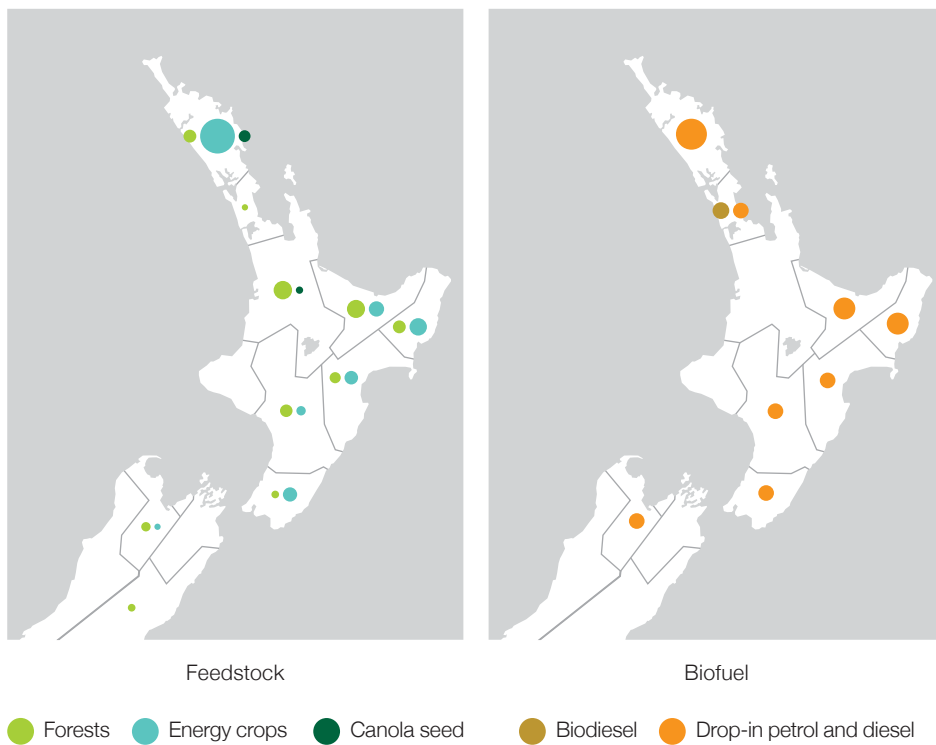 Feedstock
Biofuel
Forests
Energy crops
Canola seed
Biodiesel
Drop-in petrol and diesel